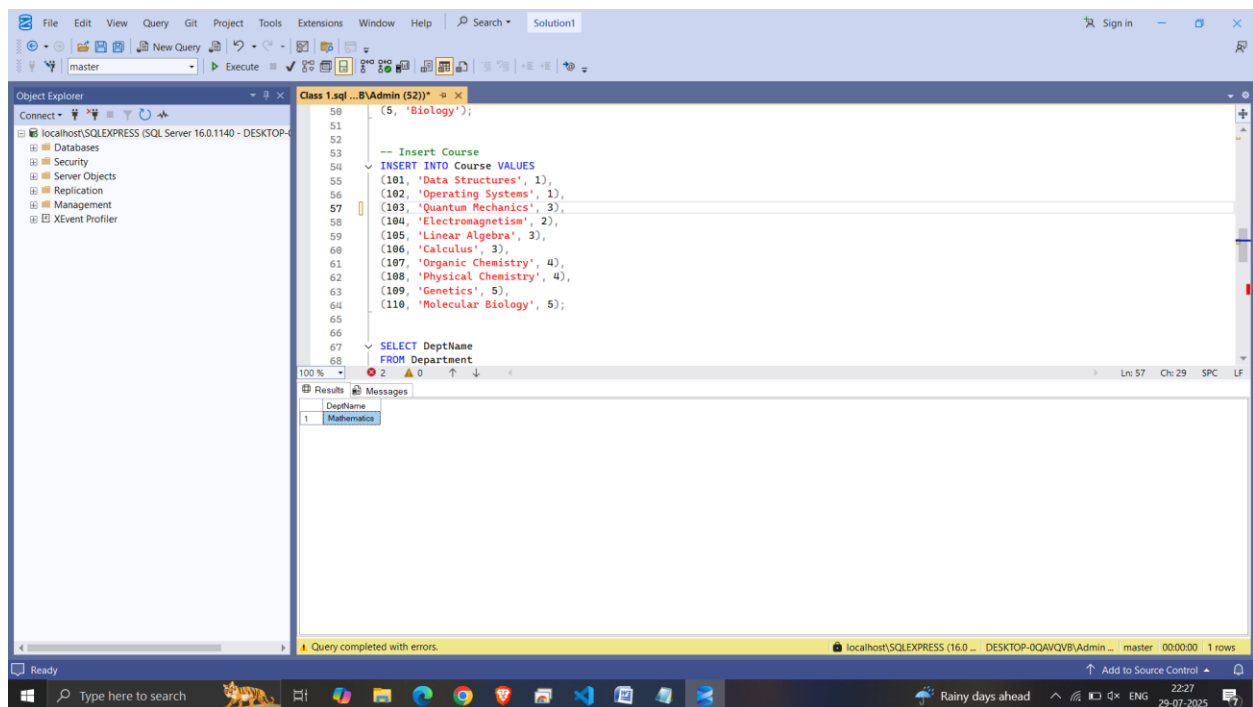 File Edit View Query Git Project Tools Extensions Window Help Search Solution1 Sign in
New Query
master Execute
Object Explorer
Connect
localhost\SQLEXPRESS (SQL Server 16.0.1140 - DESKTOP-0
Databases
Security
Server Objects
Replication
Management
XEvent Profiler
Class 1.sql ...B\Admin (52))*
50 (5, 'Biology');
51
52
53 -- Insert Course
54 INSERT INTO Course VALUES
55 (101, 'Data Structures', 1),
56 (102, 'Operating Systems', 1),
57 (103, 'Quantum Mechanics', 3),
58 (104, 'Electromagnetism', 2),
59 (105, 'Linear Algebra', 3),
60 (106, 'Calculus', 3),
61 (107, 'Organic Chemistry', 4),
62 (108, 'Physical Chemistry', 4),
63 (109, 'Genetics', 5),
64 (110, 'Molecular Biology', 5);
65
66
67 SELECT DeptName
68 FROM Department
100 % 2 0 Ln: 57 Ch: 29 SPC LF
Results Messages
DeptName
1 Mathematics
Query completed with errors. localhost\SQLEXPRESS (16.0 ... DESKTOP-0QAVQVB\Admin ... master 00:00:00 1 rows
Ready Add to Source Control
Type here to search Rainy days ahead ENG 22:27
29-07-2025 7